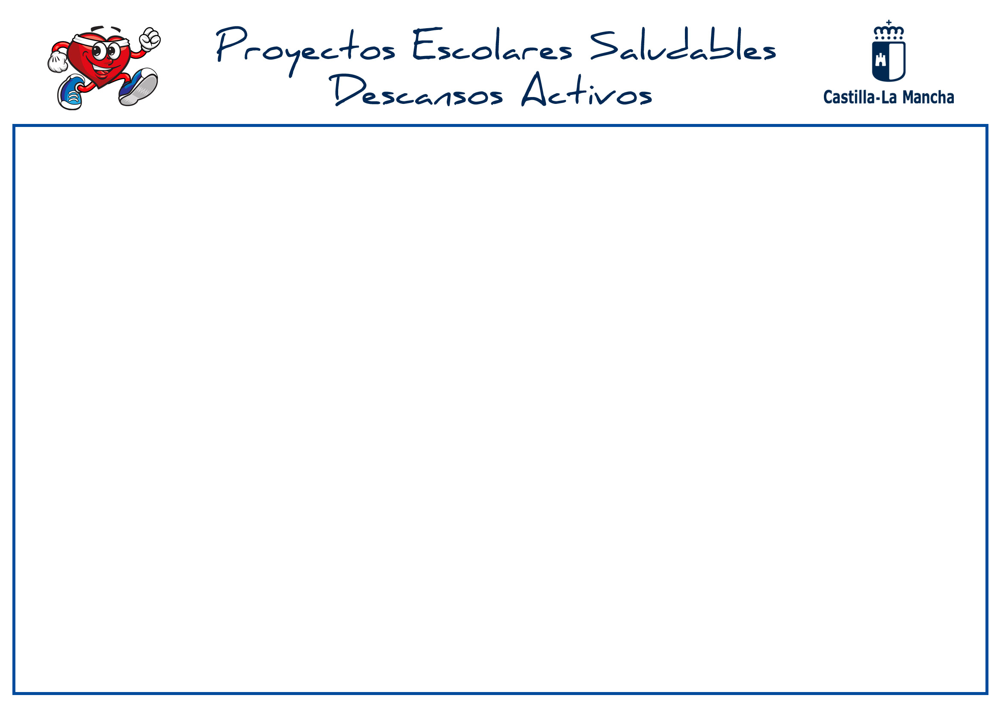 Proyectos Escolares Saludables
Descansos Activos
Castilla-La Mancha